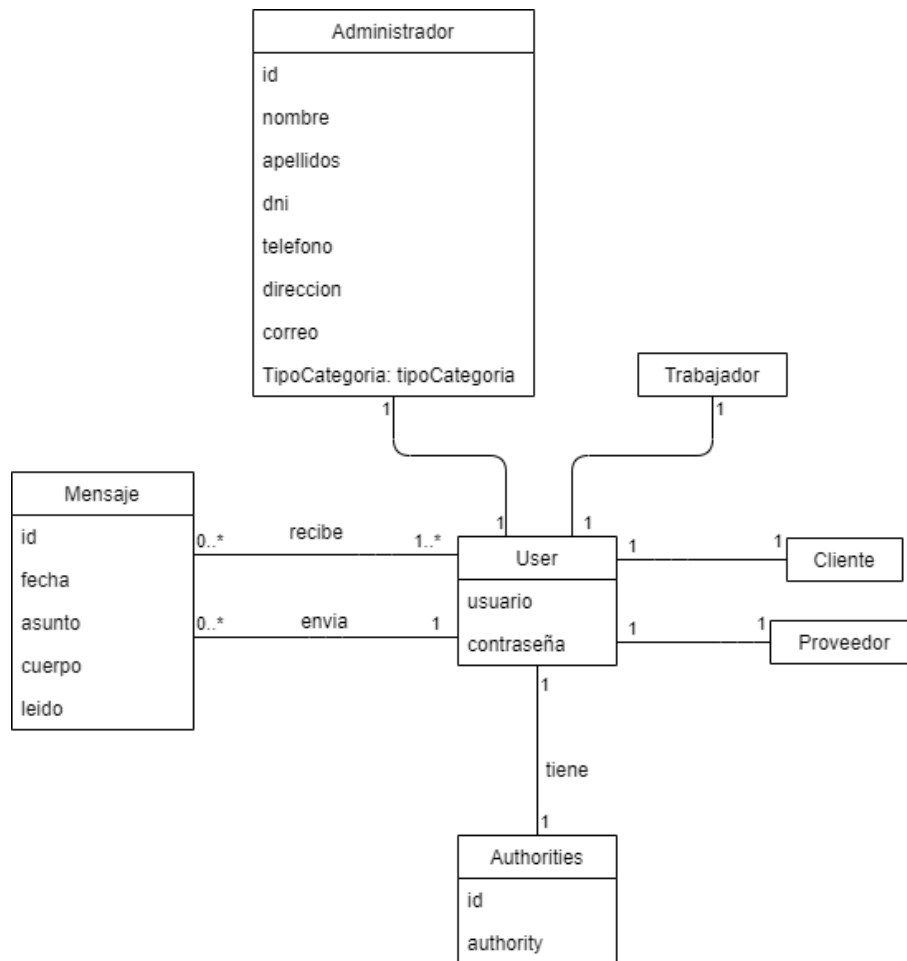 Administrador
id
nombre
apellidos
dni
telefono
direccion
correo
TipoCategoria: tipoCategoria
1
Trabajador
1
Mensaje
id
fecha
asunto
cuerpo
leido
0..*
recibe
1..*
0..*
envia
1
1
1
User
usuario
contraseña
1
1
Cliente
1
1
Proveedor
1
tiene
1
Authorities
id
authority